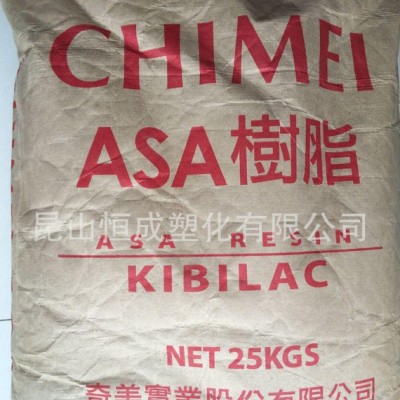 CHIMEI
ASA樹脂
昆山恒成塑化有限公司
ASA RESIN
KIBILAC
NET 25KGS
奇美實業股份有限公司